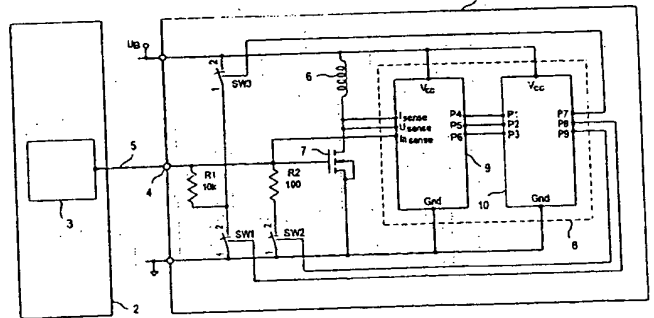 UB
2
1
SW3
6
Vcc
Vcc
P7
Isense
P4
P1
P8
5
Usense
P5
P2
P9
Insense
P6
P3
7
4
R1
10k
R2
100
9
3
10
Gnd
Gnd
2
SW1
2
SW2
1
1
8
2